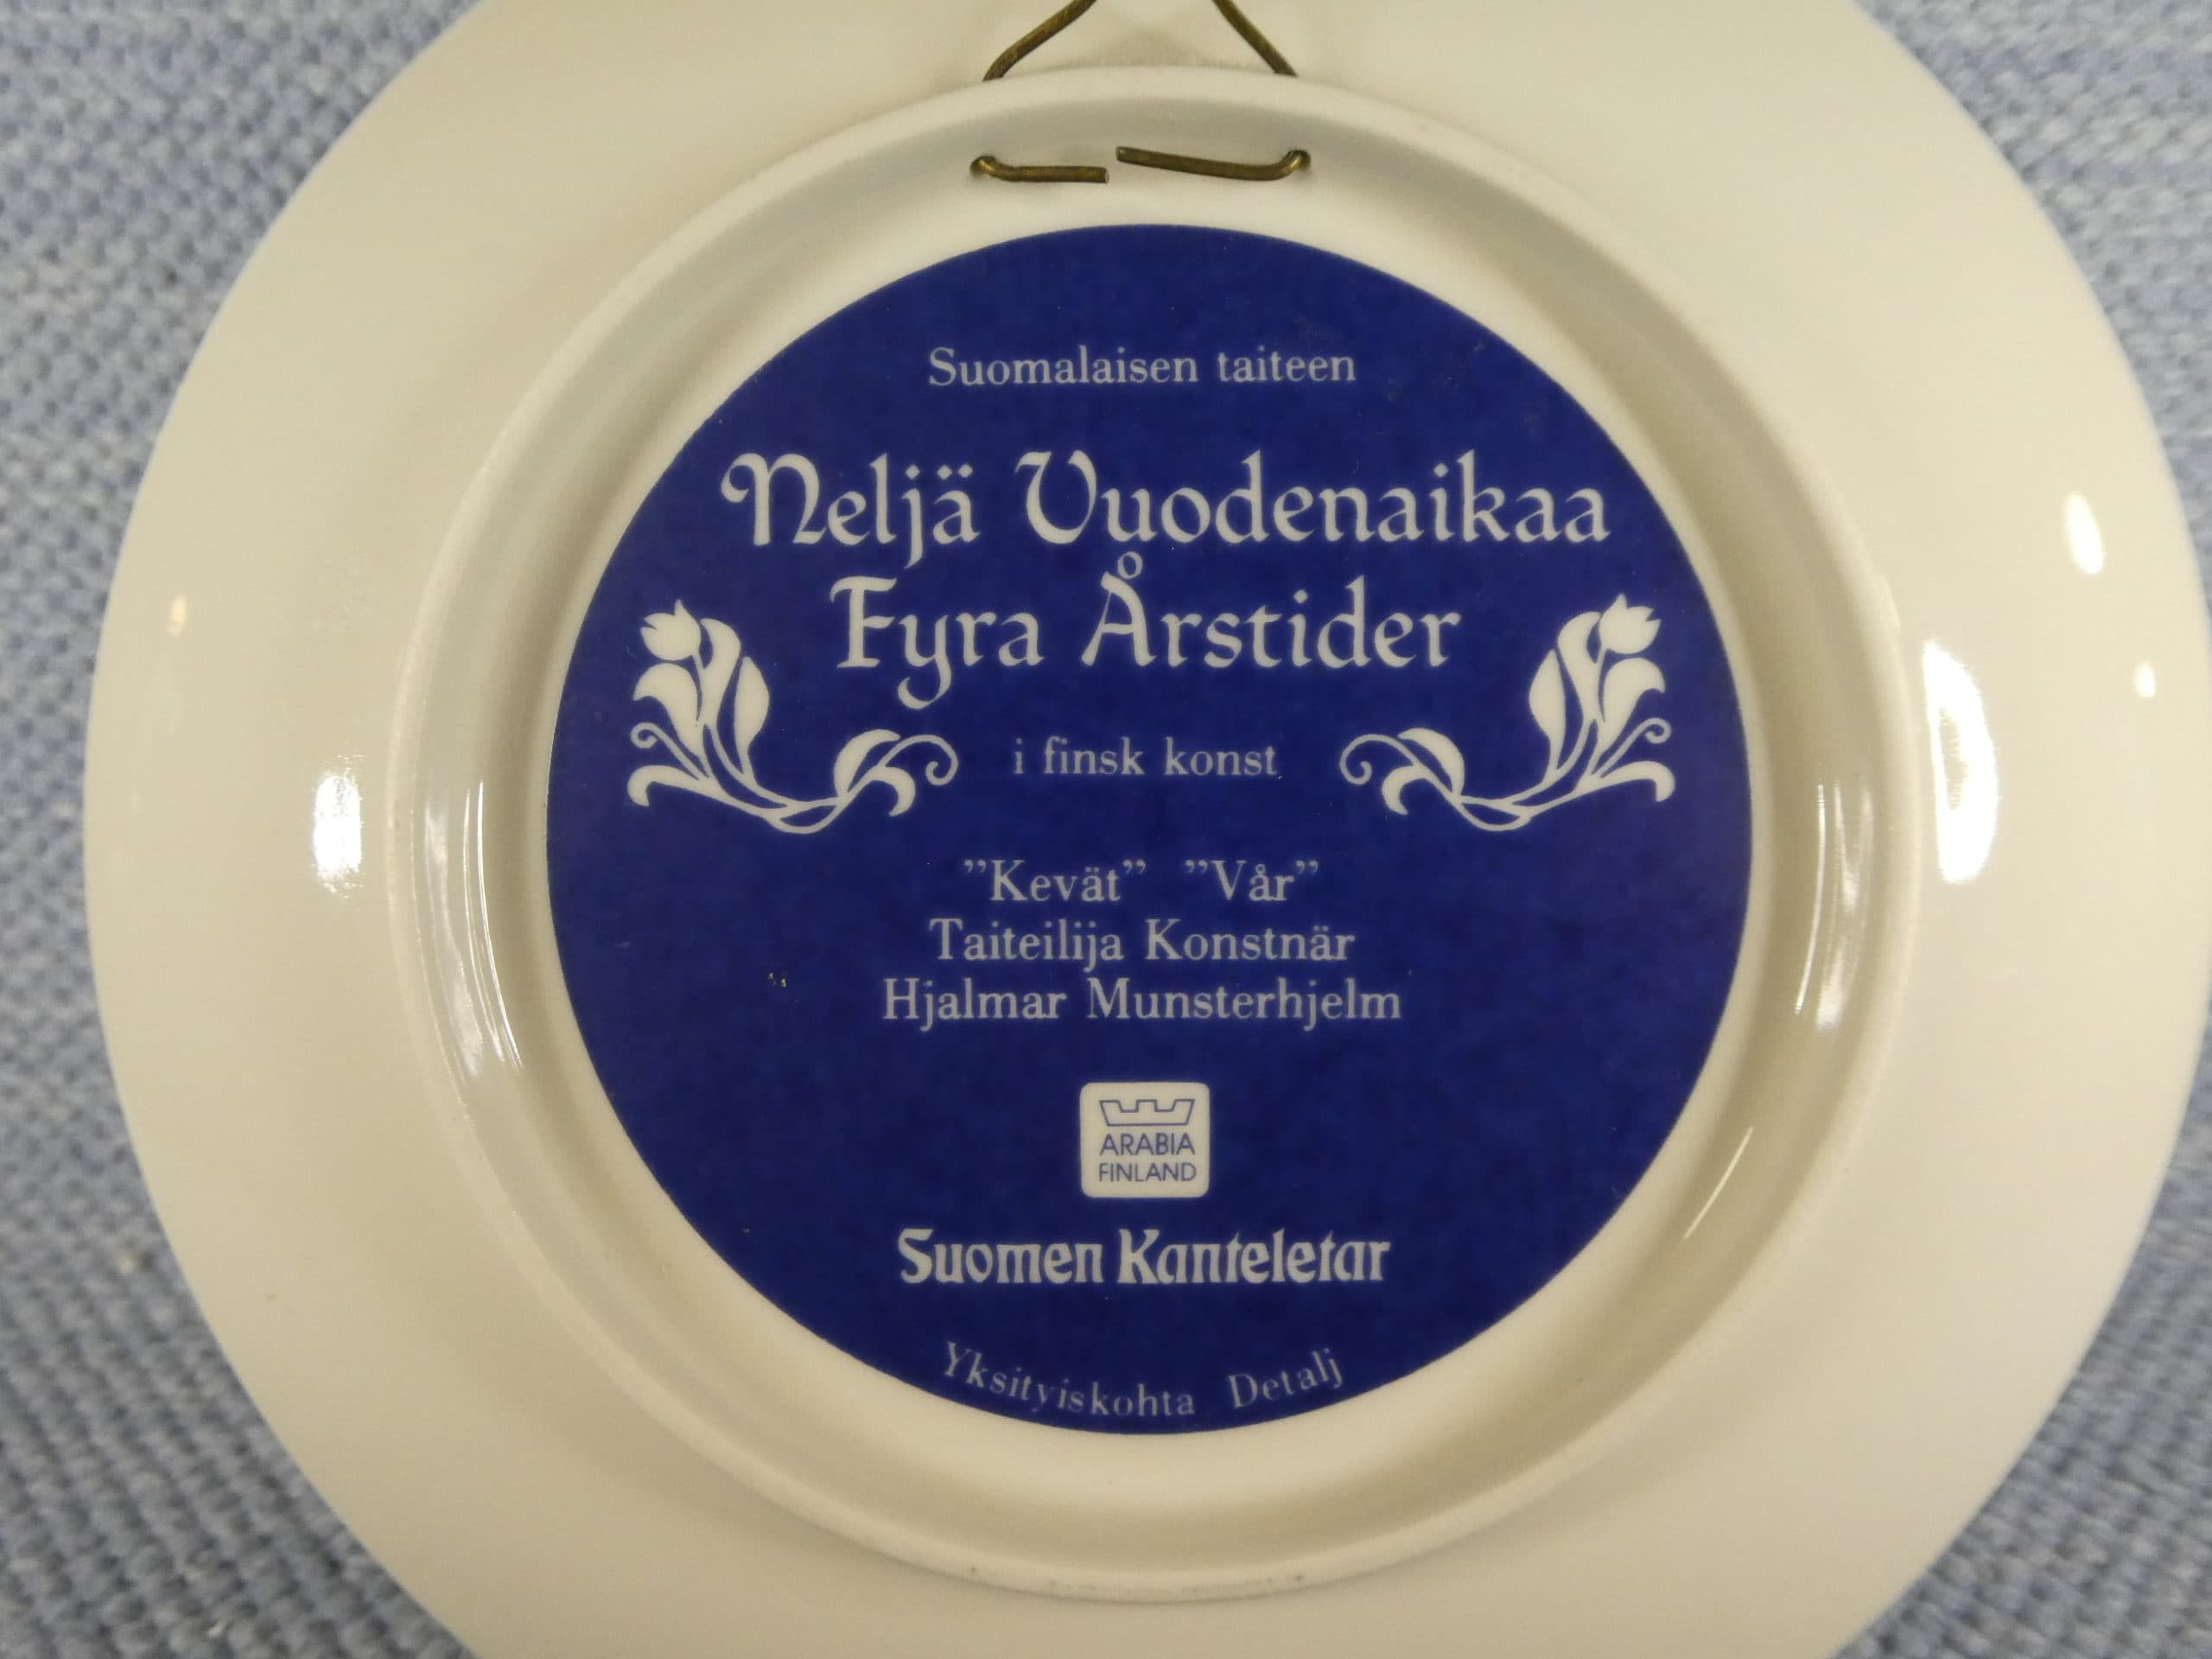 Suomalaisen taiteen
Neljä Vuodenaikaa
Fyra Årstider
i finsk konst
”Kevät” ”Vår”
Taiteilija Konstnär
Hjalmar Munsterhjelm
ARABIA
FINLAND
Suomen Kanteletar
Yksityiskohta Detalj